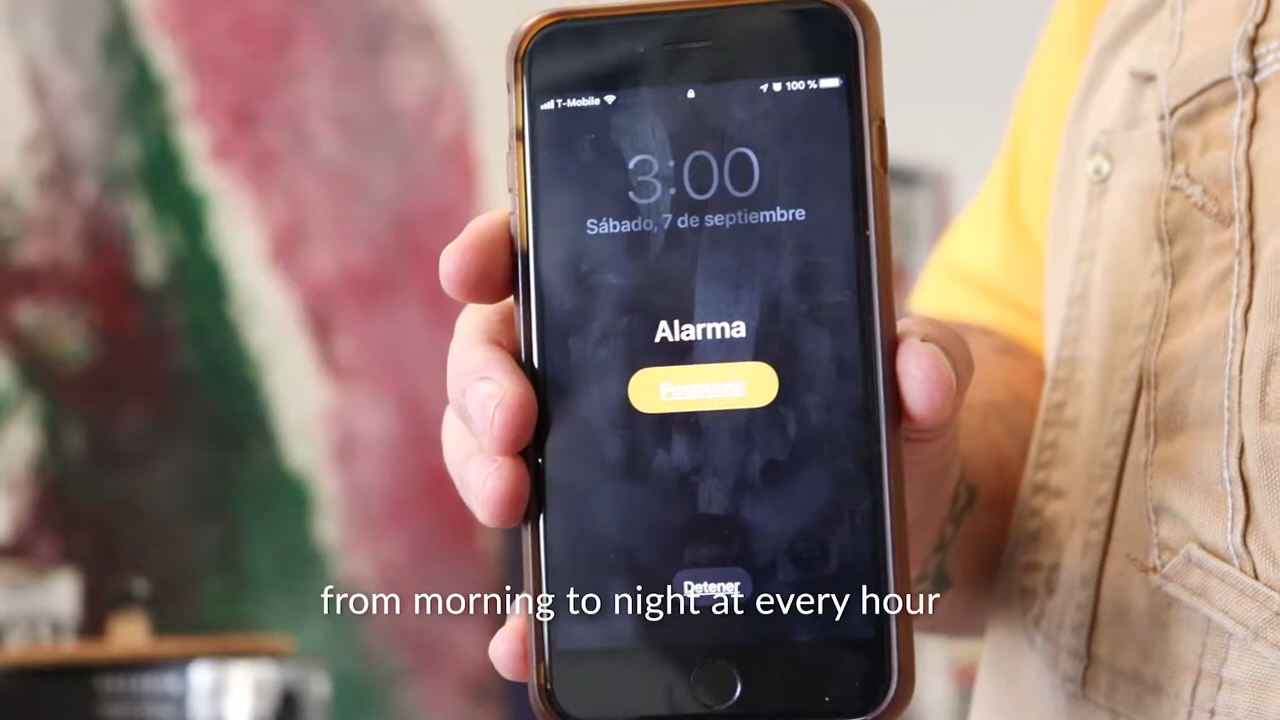 T-Mobile 100 %
3:00
Sábado, 7 de septiembre
Alarma
Posponer
Detener
from morning to night at every hour